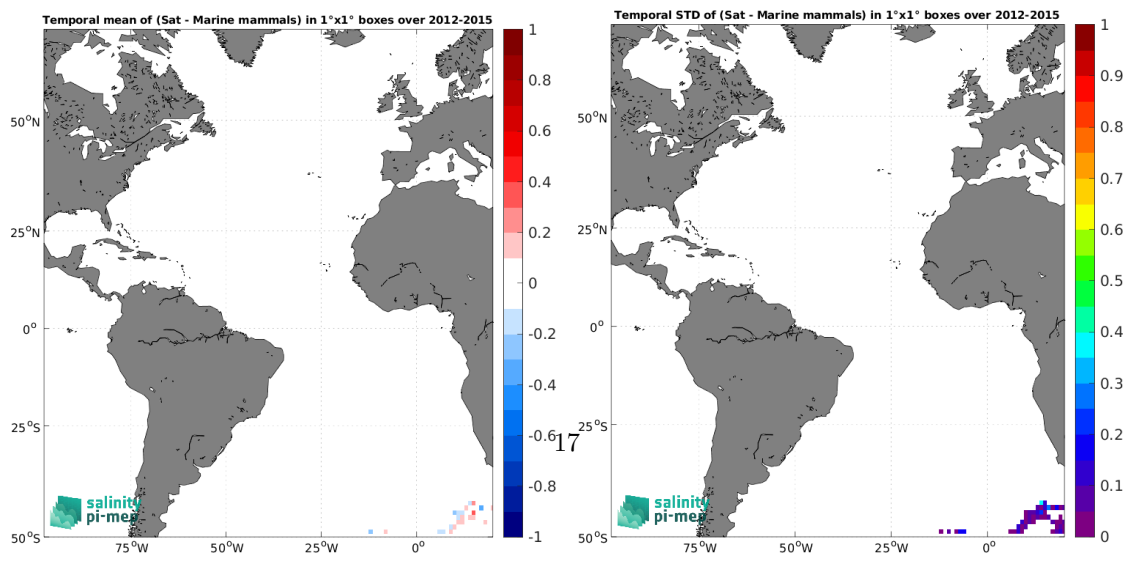 Temporal mean of (Sat - Marine mammals) in 1°x1° boxes over 2012-2015
50°N
25°N
0°
25°S
50°S
75°W
50°W
25°W
0°
1
0.8
0.6
0.4
0.2
0
-0.2
-0.4
-0.6
-0.8
-1
salinity
pi-mep
17
Temporal STD of (Sat - Marine mammals) in 1°x1° boxes over 2012-2015
50°N
25°N
0°
25°S
50°S
75°W
50°W
25°W
0°
1
0.9
0.8
0.7
0.6
0.5
0.4
0.3
0.2
0.1
0
salinity
pi-mep